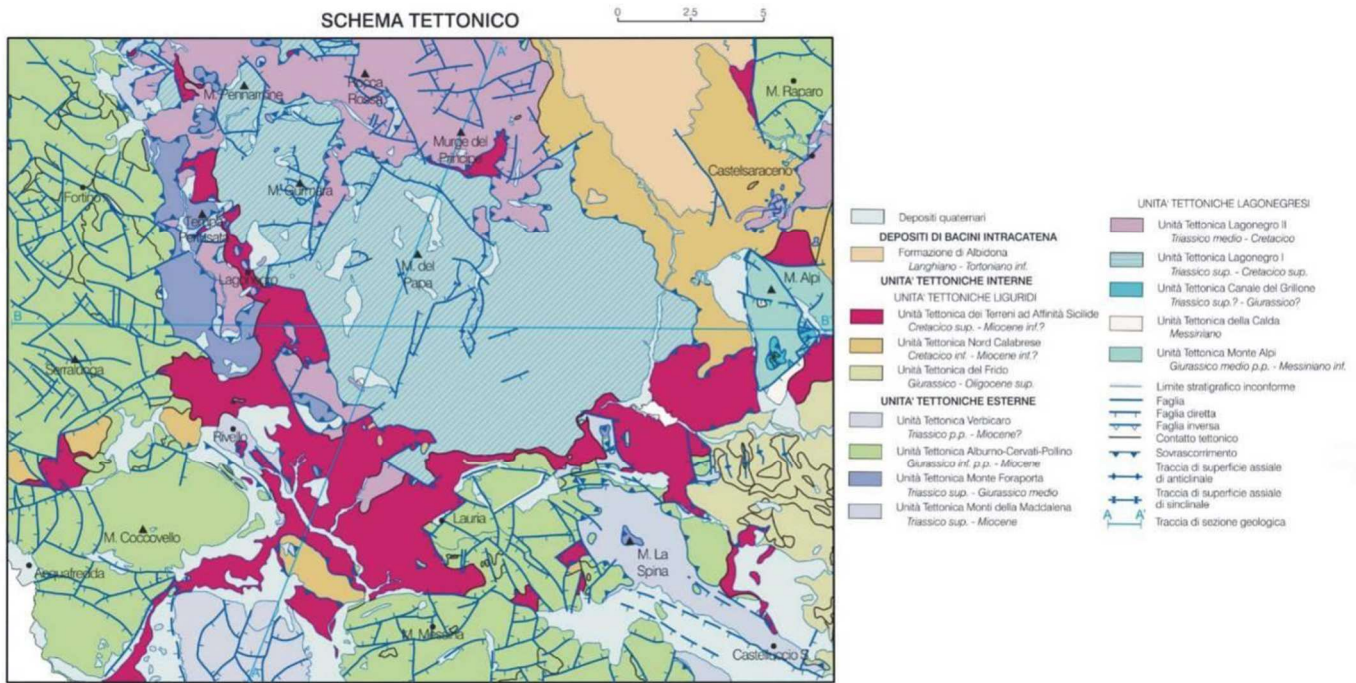 SCHEMA TETTONICO
0 2.5 5
A'
M. Pennarrone
Rocca
Rossa
M. Raparo
Murge del
Principe
Castelsaraceno
Fortino
M. Gurmara
Tempa
Pertusata
Lagonegro
M. del
Papa
M. Alpi
B
B'
Serralunga
Rivello
Lauria
M. Coccovello
M. La
Spina
Acquafredda
M. Messina
Castelluccio S.
A
Depositi quaternari
DEPOSITI DI BACINI INTRACATENA
Formazione di Albidona
Langhiano - Tortoniano inf.
UNITA' TETTONICHE INTERNE
UNITA' TETTONICHE LIGURIDI
Unità Tettonica dei Terreni ad Affinità Sicilide
Cretacico sup. - Miocene inf.?
Unità Tettonica Nord Calabrese
Cretacico inf. - Miocene inf.?
Unità Tettonica del Frido
Giurassico - Oligocene sup.
UNITA' TETTONICHE ESTERNE
Unità Tettonica Verbicaro
Triassico p.p. - Miocene?
Unità Tettonica Alburno-Cervati-Pollino
Giurassico inf. p.p. - Miocene
Unità Tettonica Monte Foraporta
Triassico sup. - Giurassico medio
Unità Tettonica Monti della Maddalena
Triassico sup. - Miocene
UNITA' TETTONICHE LAGONEGRESI
Unità Tettonica Lagonegro II
Triassico medio - Cretacico
Unità Tettonica Lagonegro I
Triassico sup. - Cretacico sup.
Unità Tettonica Canale del Grillone
Triassico sup.? - Giurassico?
Unità Tettonica della Calda
Messiniano
Unità Tettonica Monte Alpi
Giurassico medio p.p. - Messiniano inf.
Limite stratigrafico inconforme
Faglia
Faglia diretta
Faglia inversa
Contatto tettonico
Sovrascorrimento
Traccia di superficie assiale
di anticlinale
Traccia di superficie assiale
di sinclinale
A A' Traccia di sezione geologica